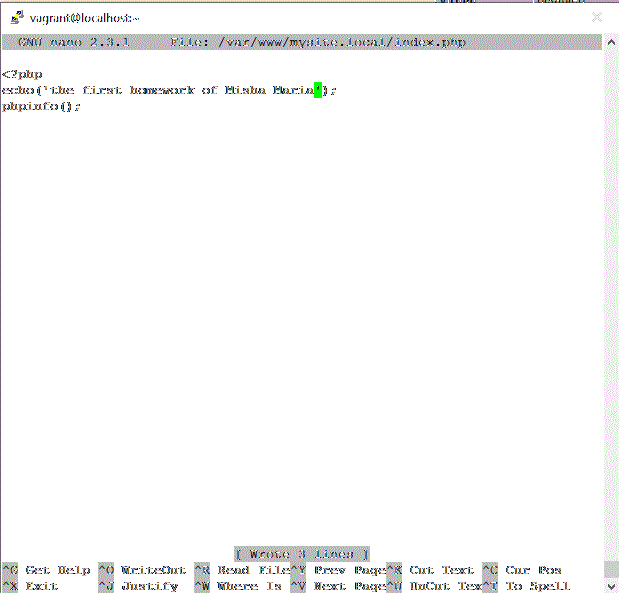 vagrant@localhost:~
GNU nano 2.3.1 File: /var/www/mysite.local/index.php
<?php
echo('the first homework of Misha Maria');
phpinfo();
[ Wrote 3 lines ]
^G Get Help ^O WriteOut ^R Read File ^Y Prev Page ^K Cut Text ^C Cur Pos
^X Exit ^J Justify ^W Where Is ^V Next Page ^U UnCut Tex ^T To Spell